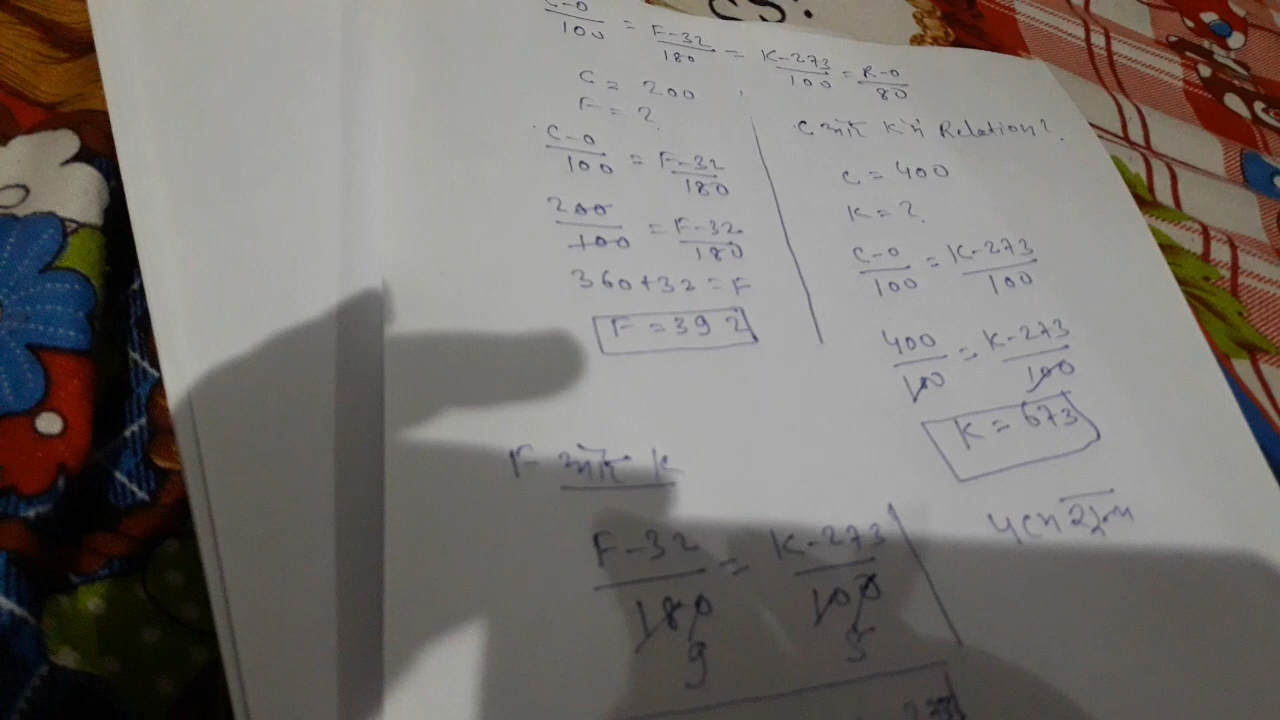 C-0/100 = F-32/180 = K-273/100 = R-0/80
C = 200,
F = ?
C-0/100 = F-32/180
200/100 = F-32/180
360+32 = F
F = 392
C और K में Relation?
C = 400
K = ?
C-0/100 = K-273/100
400/100 = K-273/100
K = 673
F और K
F-32/180 = K-273/100
9 5